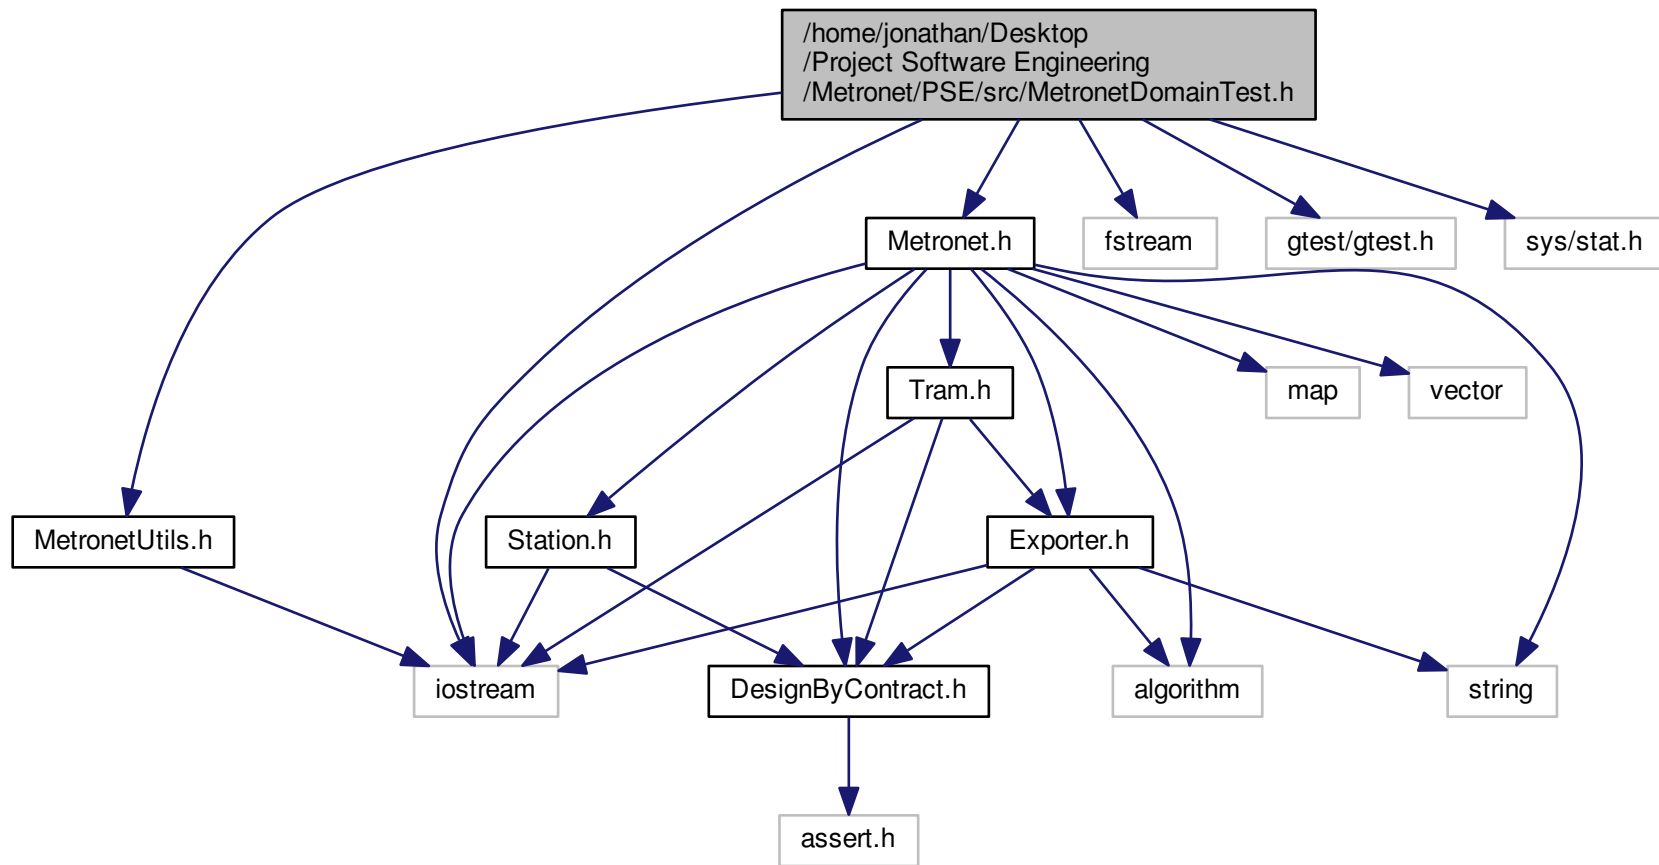 /home/jonathan/Desktop
/Project Software Engineering
/Metronet/PSE/src/MetronetDomainTest.h
Metronet.h
fstream
gtest/gtest.h
sys/stat.h
Tram.h
map
vector
MetronetUtils.h
Station.h
Exporter.h
iostream
DesignByContract.h
algorithm
string
assert.h